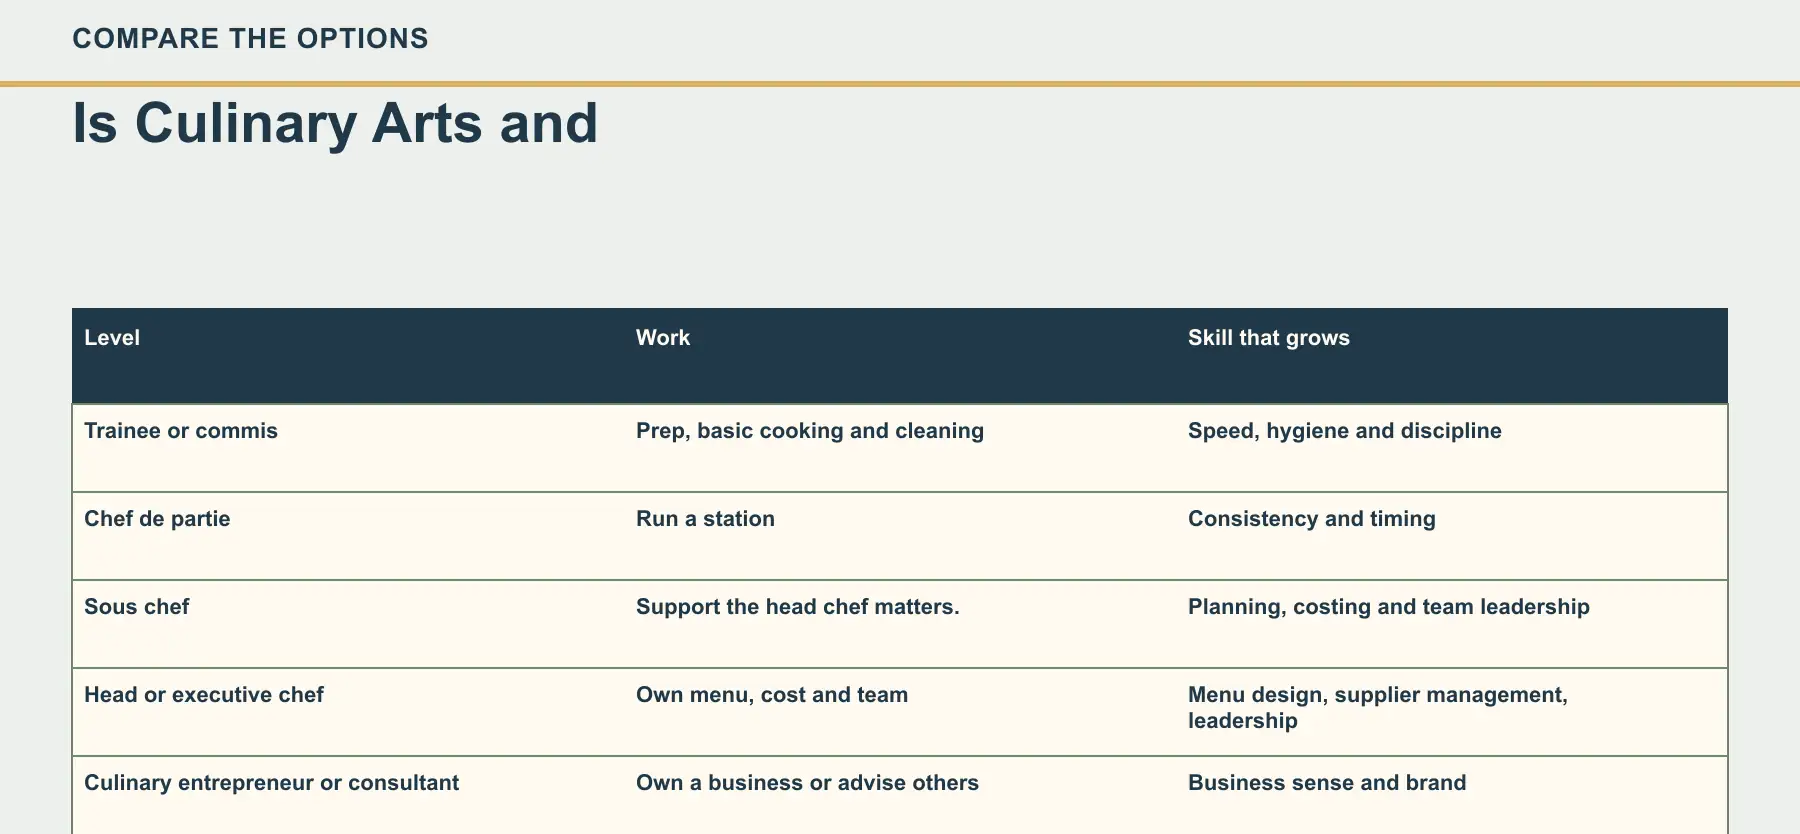 COMPARE THE OPTIONS
Is Culinary Arts and
Level Work Skill that grows
Trainee or commis Prep, basic cooking and cleaning Speed, hygiene and discipline
Chef de partie Run a station Consistency and timing
Sous chef Support the head chef matters. Planning, costing and team leadership
Head or executive chef Own menu, cost and team Menu design, supplier management,
leadership
Culinary entrepreneur or consultant Own a business or advise others Business sense and brand